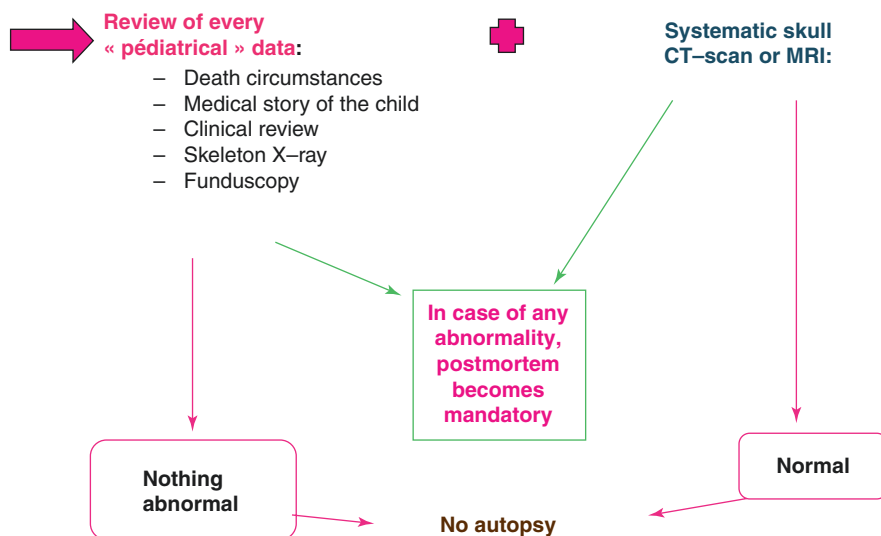 Review of every
« pédiatrical » data:
– Death circumstances
– Medical story of the child
– Clinical review
– Skeleton X–ray
– Funduscopy
Systematic skull
CT–scan or MRI:
In case of any
abnormality,
postmortem
becomes
mandatory
Nothing
abnormal
Normal
No autopsy